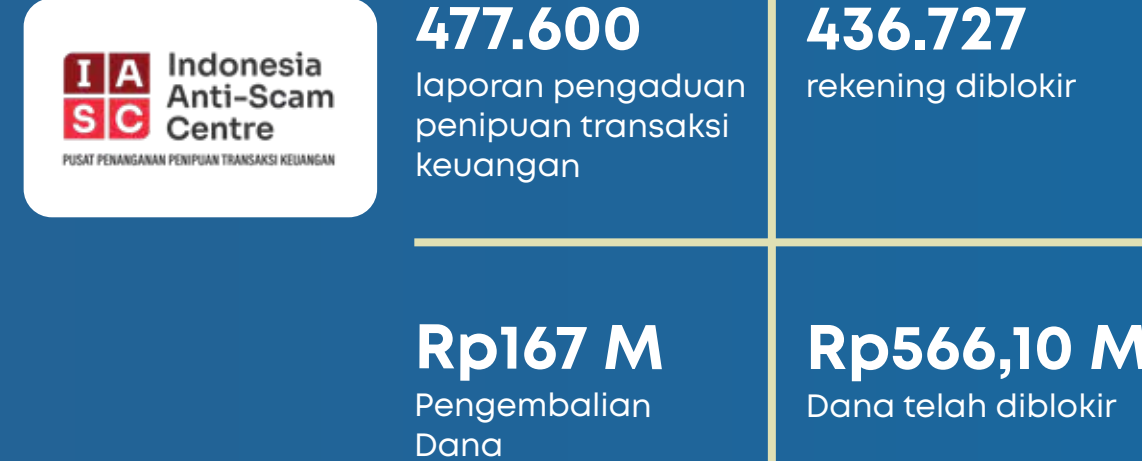 I A
S C
Indonesia
Anti-Scam
Centre
PUSAT PENANGANAN PENIPUAN TRANSAKSI KEUANGAN
477.600
laporan pengaduan
penipuan transaksi
keuangan
436.727
rekening diblokir
Rp167 M
Pengembalian
Dana
Rp566,10 M
Dana telah diblokir